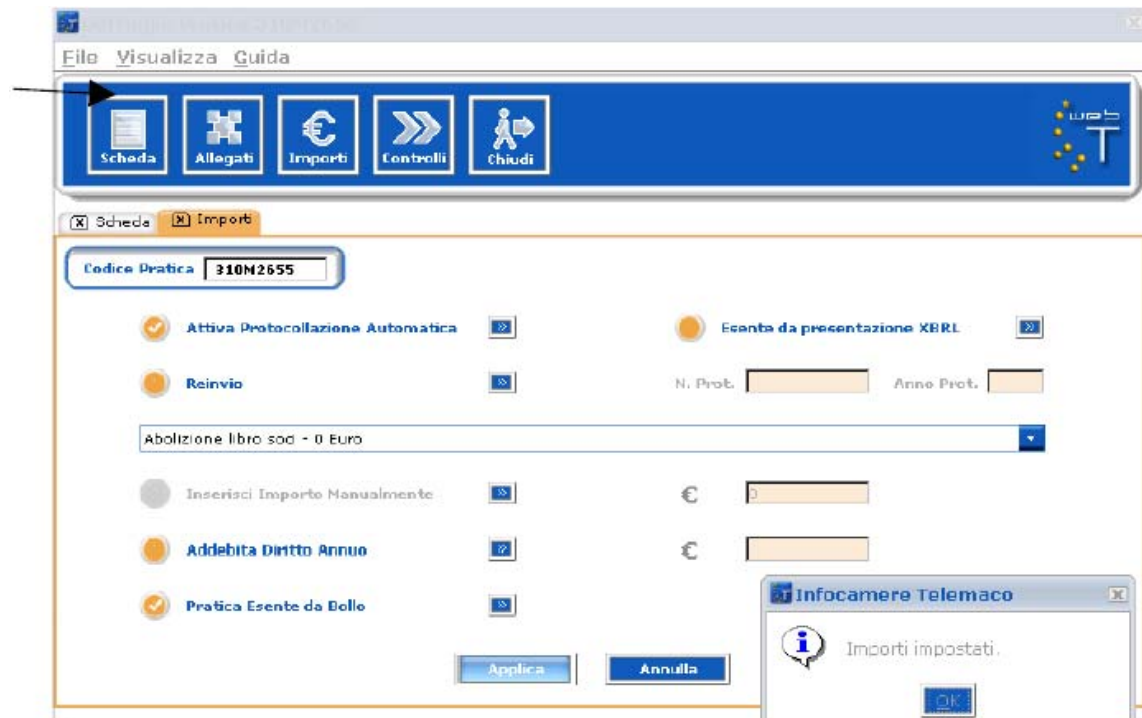 File Visualizza Guida
Scheda Allegati Importi Controlli Chiudi
web T
Scheda Importi
Codice Pratica 310M2655
Attiva Protocollazione Automatica Esente da presentazione XBRL
Reinvio N. Prot. Anno Prot.
Abolizione libro soci - 0 Euro
Inserisci Importo Manualmente € 0
Addebita Diritto Annuo €
Pratica Esente da Bollo
Infocamere Telemaco
Importi impostati.
Applica Annulla
OK